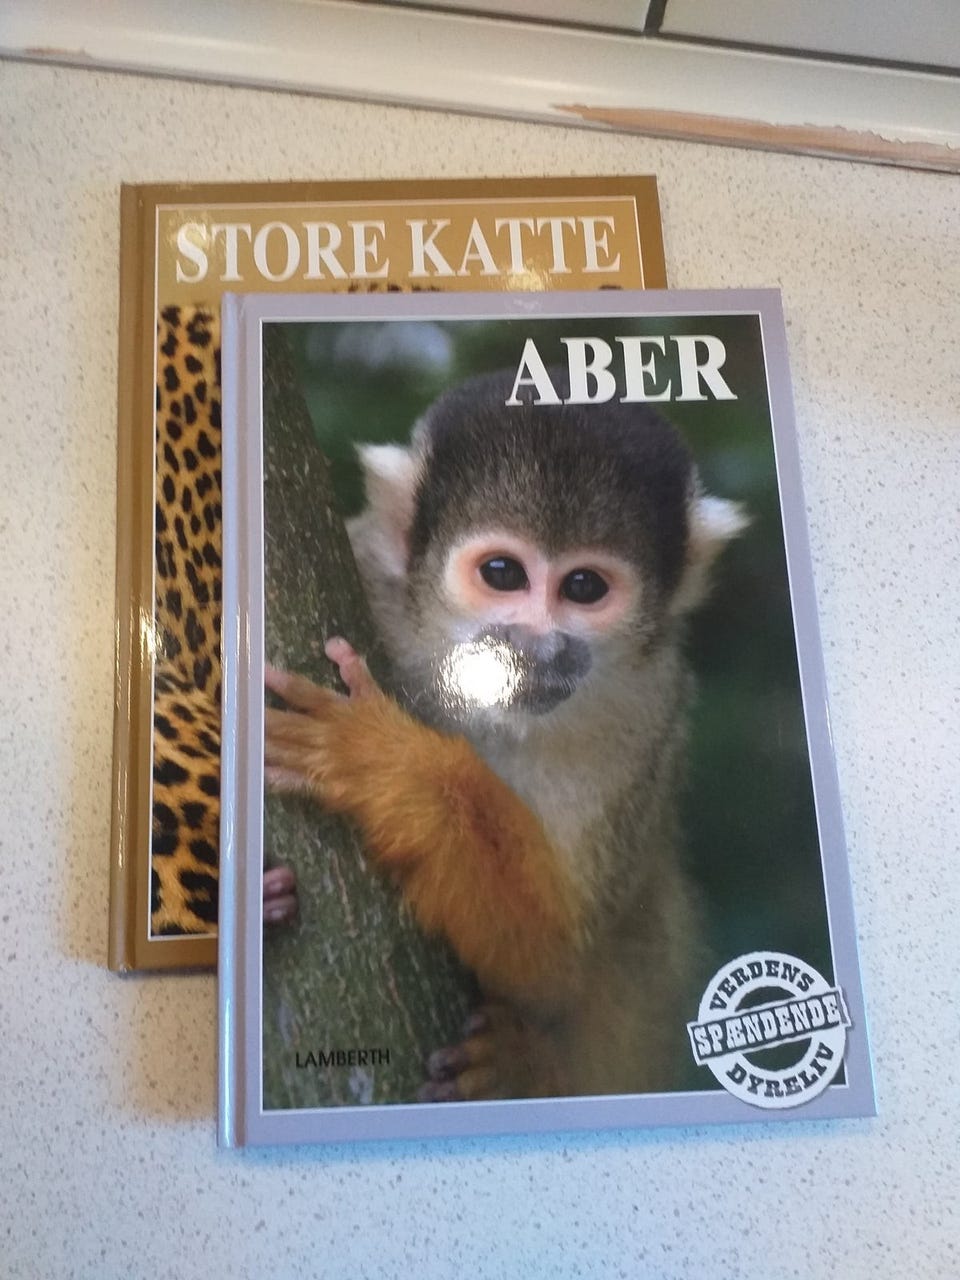 STORE KATTE
ABER
LAMBERTH
VERDENS
SPÆNDENDE
DYRELIV